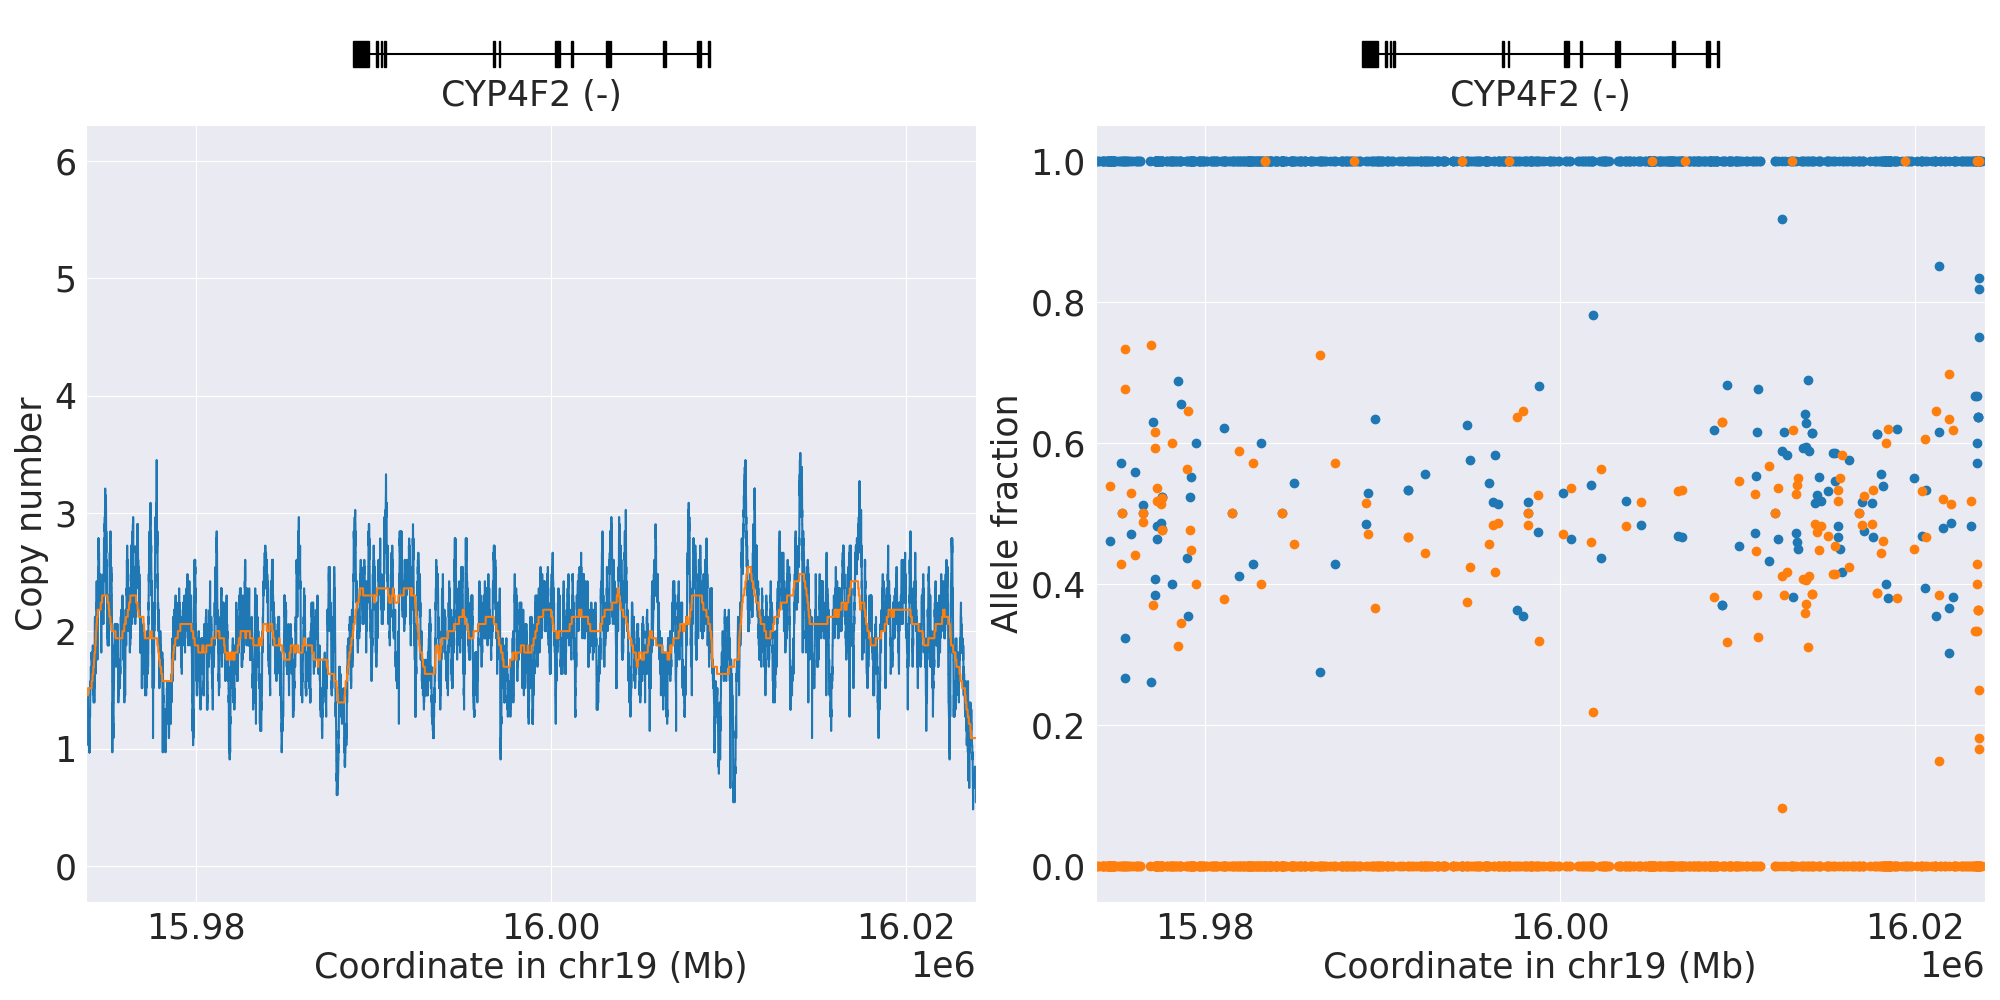 CYP4F2 (-)
CYP4F2 (-)
6
5
4
3
2
1
0
Copy number
15.98
16.00
16.02
Coordinate in chr19 (Mb)
1e6
1.0
0.8
0.6
0.4
0.2
0.0
Allele fraction
15.98
16.00
16.02
Coordinate in chr19 (Mb)
1e6